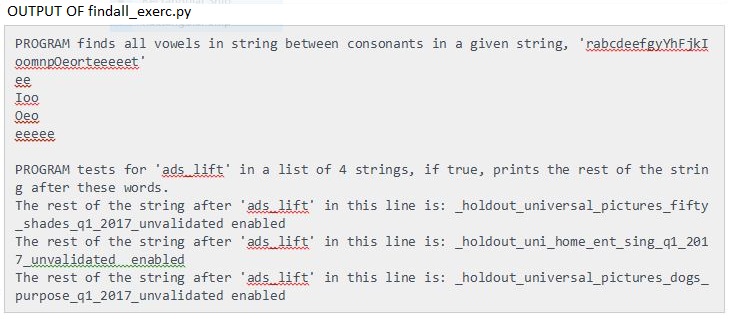 OUTPUT OF findall_exerc.py
PROGRAM finds all vowels in string between consonants in a given string, 'rabcdeefgyYhFjkI
oomnpOeorteeeeet'
ee
Ioo
Oeo
eeeee
PROGRAM tests for 'ads_lift' in a list of 4 strings, if true, prints the rest of the strin
g after these words.
The rest of the string after 'ads_lift' in this line is: _holdout_universal_pictures_fifty
_shades_q1_2017_unvalidated enabled
The rest of the string after 'ads_lift' in this line is: _holdout_uni_home_ent_sing_q1_201
7_unvalidated  enabled
The rest of the string after 'ads_lift' in this line is: _holdout_universal_pictures_dogs_
purpose_q1_2017_unvalidated enabled